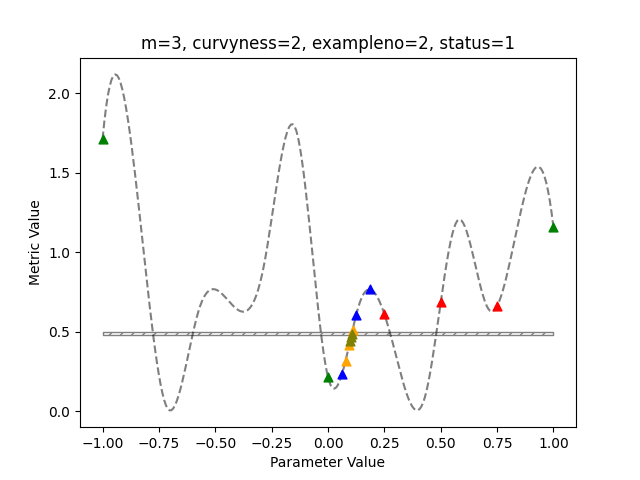 m=3, curvyness=2, exampleno=2, status=1
2.0
1.5
1.0
0.5
0.0
Metric Value
−1.00 −0.75 −0.50 −0.25 0.00 0.25 0.50 0.75 1.00
Parameter Value